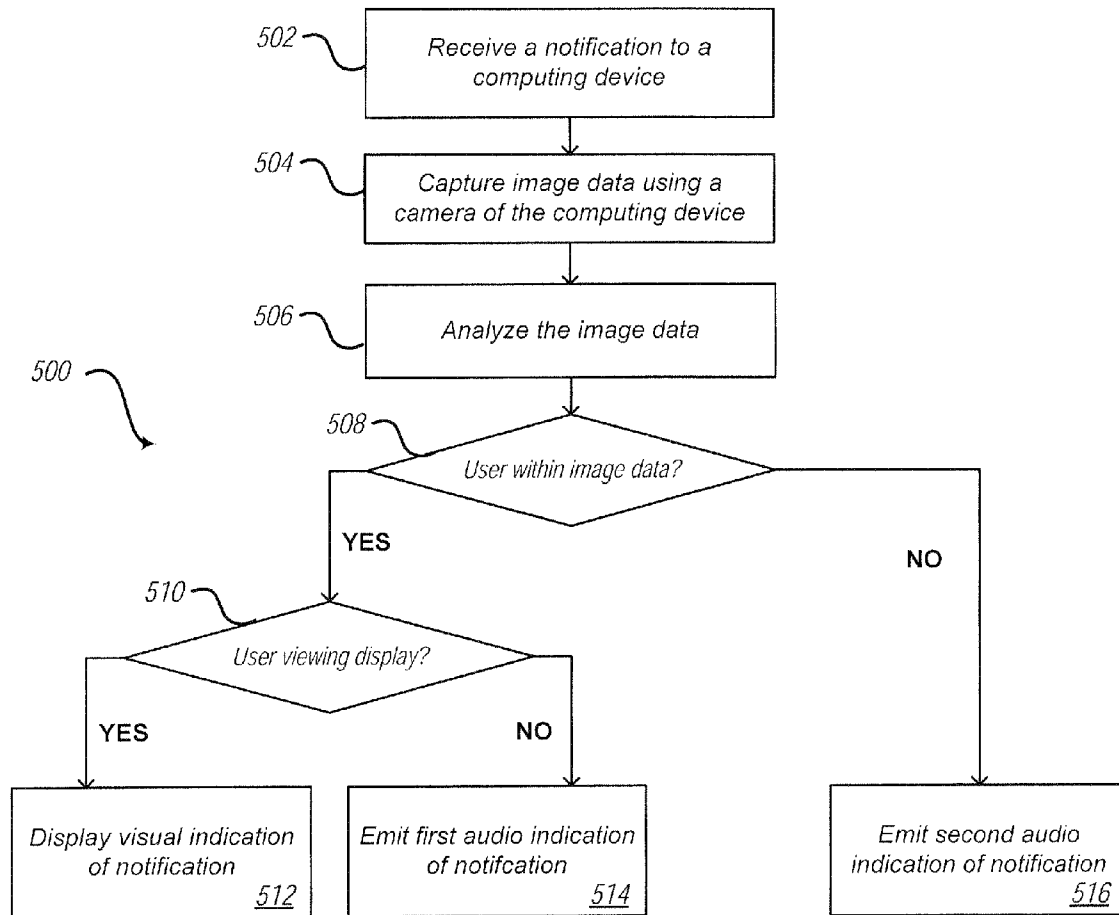 502
Receive a notification to a
computing device
504
Capture image data using a
camera of the computing device
506
Analyze the image data
500
508
User within image data?
YES
NO
510
User viewing display?
YES
NO
Display visual indication
of notification
512
Emit first audio indication
of notifcation
514
Emit second audio
indication of notification
516